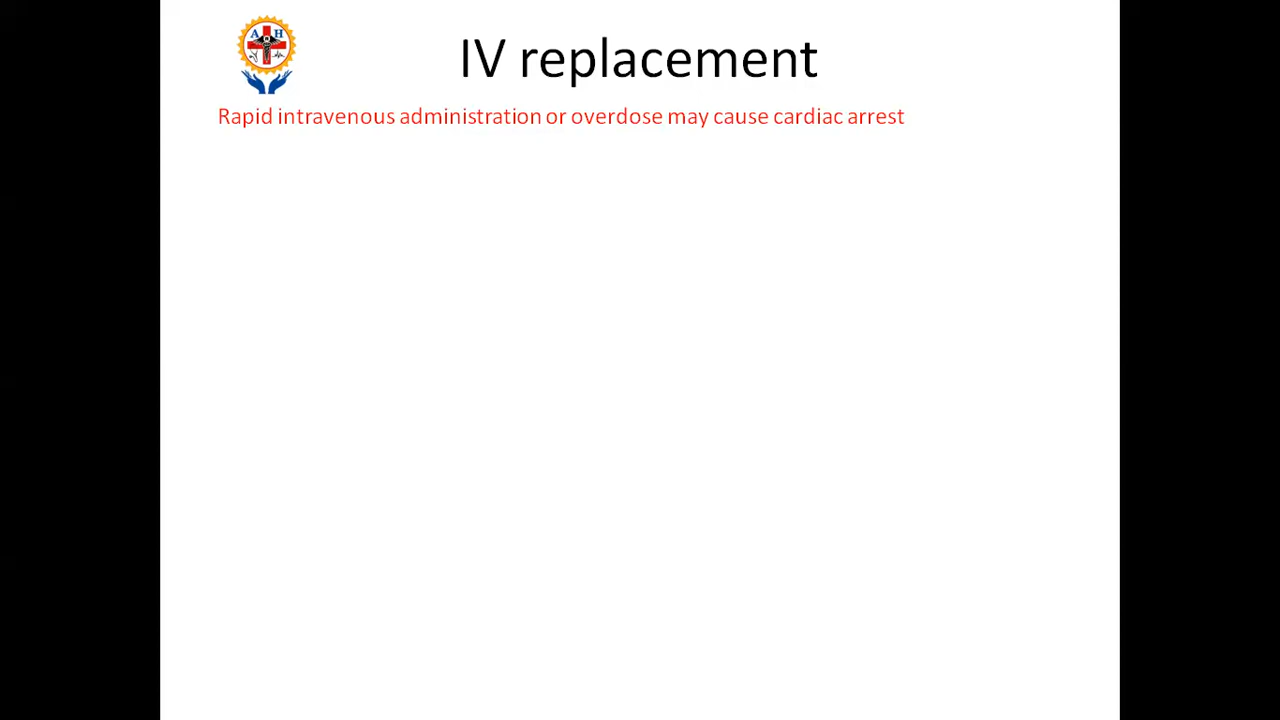 A H
IV replacement
Rapid intravenous administration or overdose may cause cardiac arrest